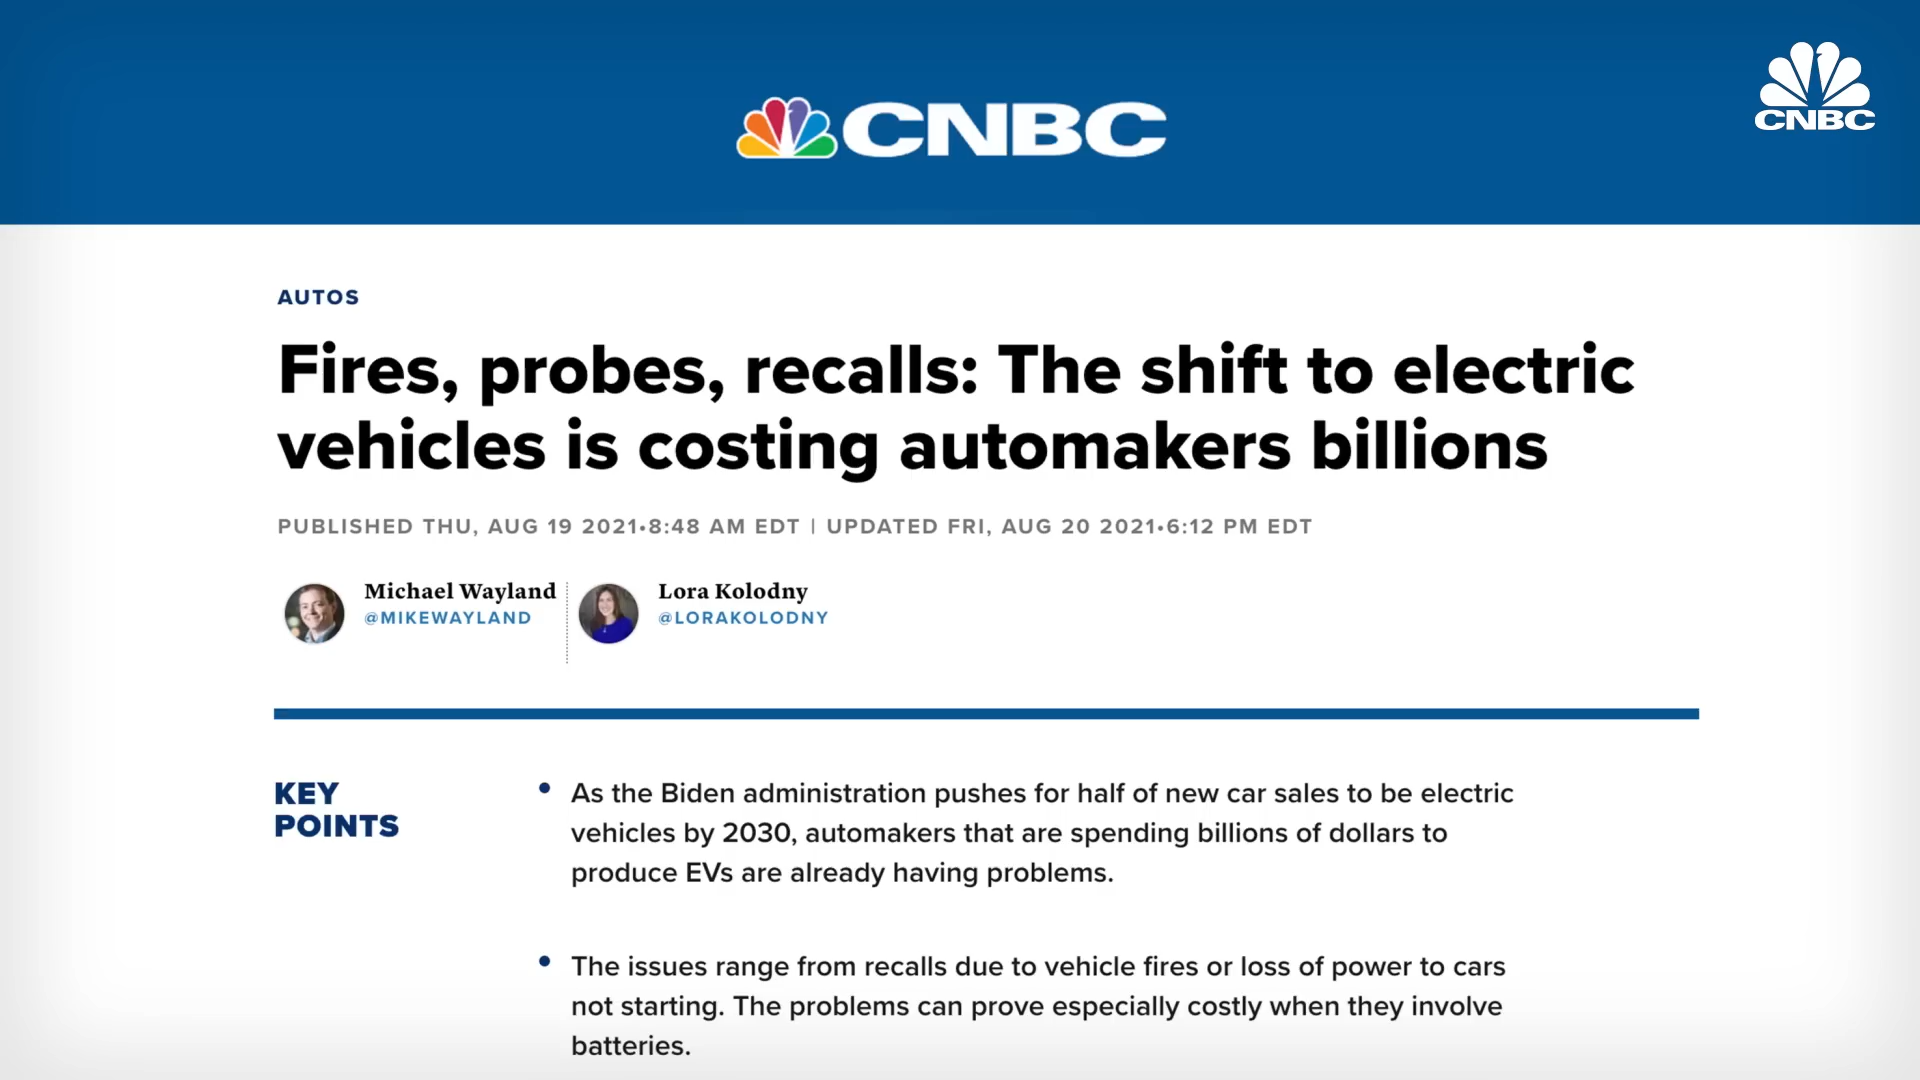 CNBC
CNBC
AUTOS
Fires, probes, recalls: The shift to electric
vehicles is costing automakers billions
PUBLISHED THU, AUG 19 2021•8:48 AM EDT | UPDATED FRI, AUG 20 2021•6:12 PM EDT
Michael Wayland
@MIKEWAYLAND
Lora Kolodny
@LORAKOLODNY
KEY
POINTS
• As the Biden administration pushes for half of new car sales to be electric
vehicles by 2030, automakers that are spending billions of dollars to
produce EVs are already having problems.
• The issues range from recalls due to vehicle fires or loss of power to cars
not starting. The problems can prove especially costly when they involve
batteries.